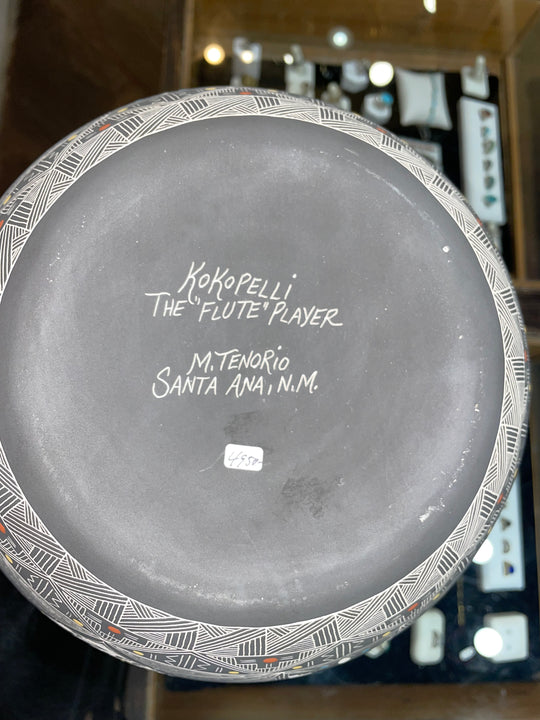 KOKOPELLi
THE "FLUTE" PLAYER
M. TENORiO
SANTA ANA, N.M.